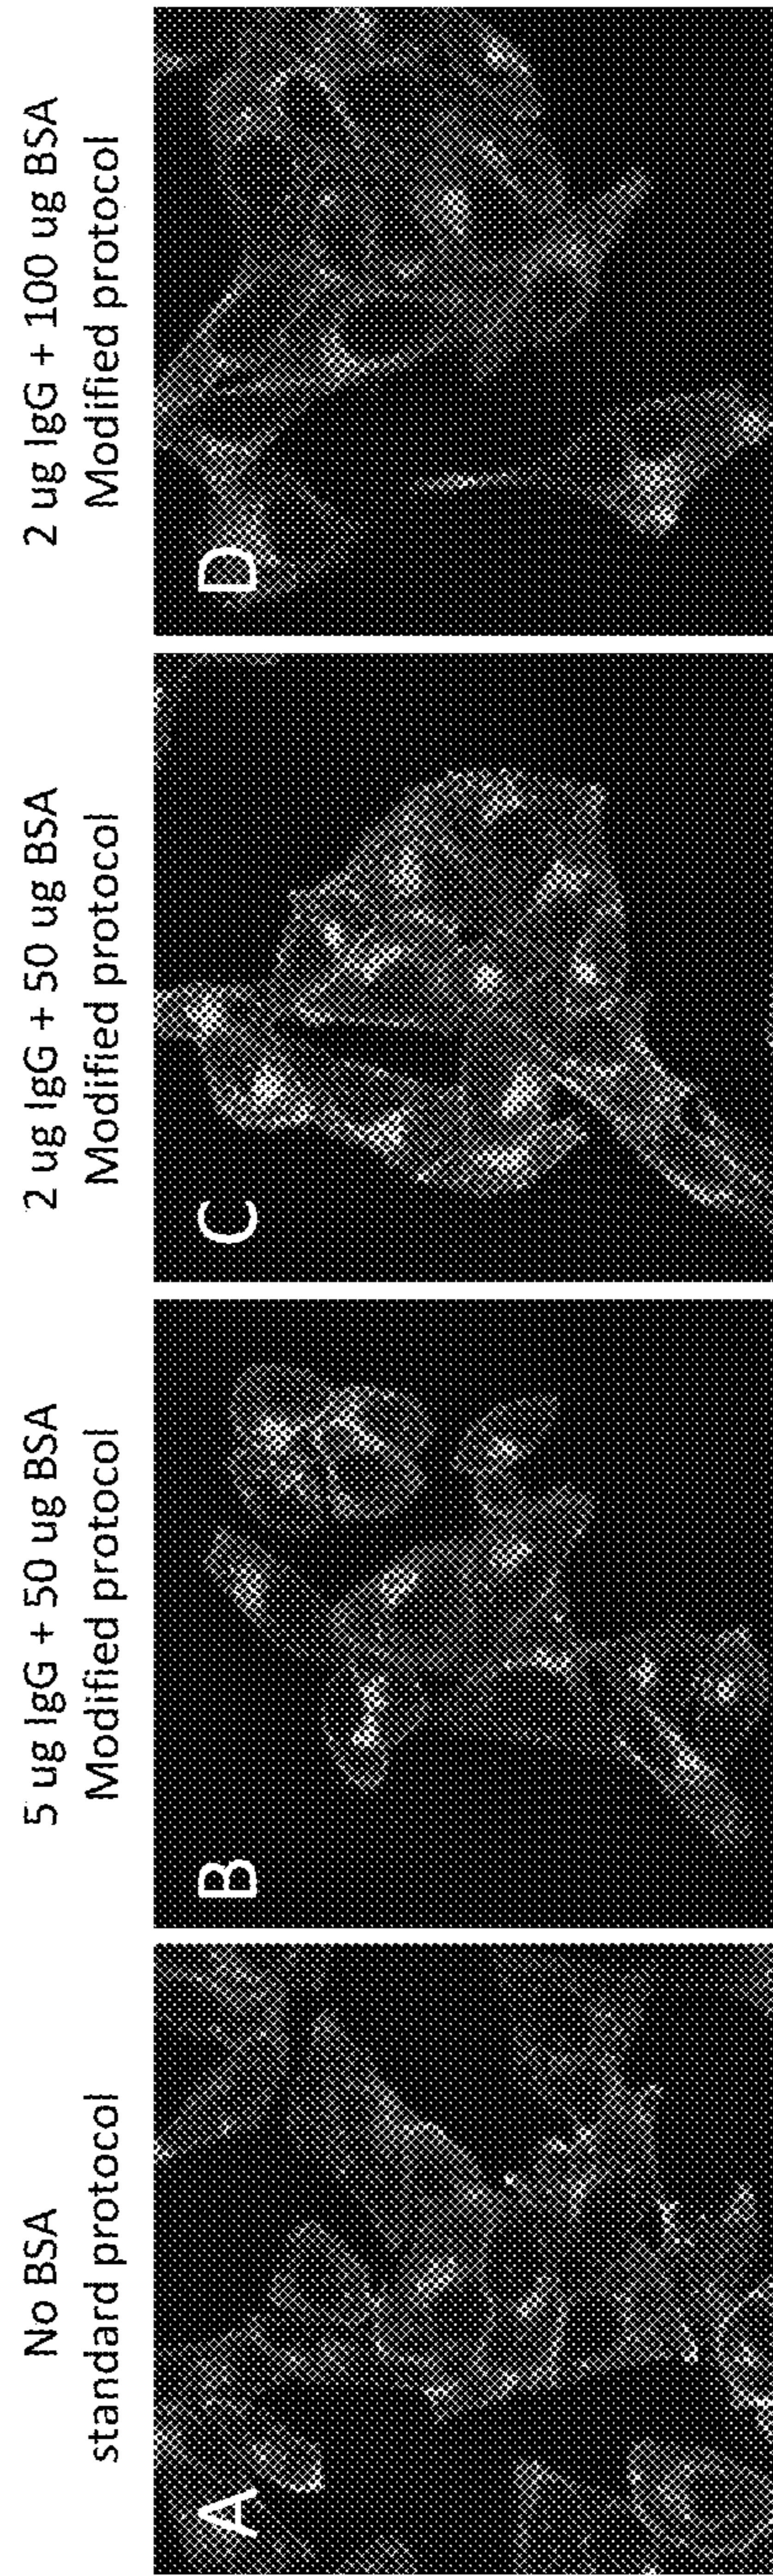 No BSA
standard protocol
A
5 ug IgG + 50 ug BSA
Modified protocol
B
2 ug IgG + 50 ug BSA
Modified protocol
C
2 ug IgG + 100 ug BSA
Modified protocol
D